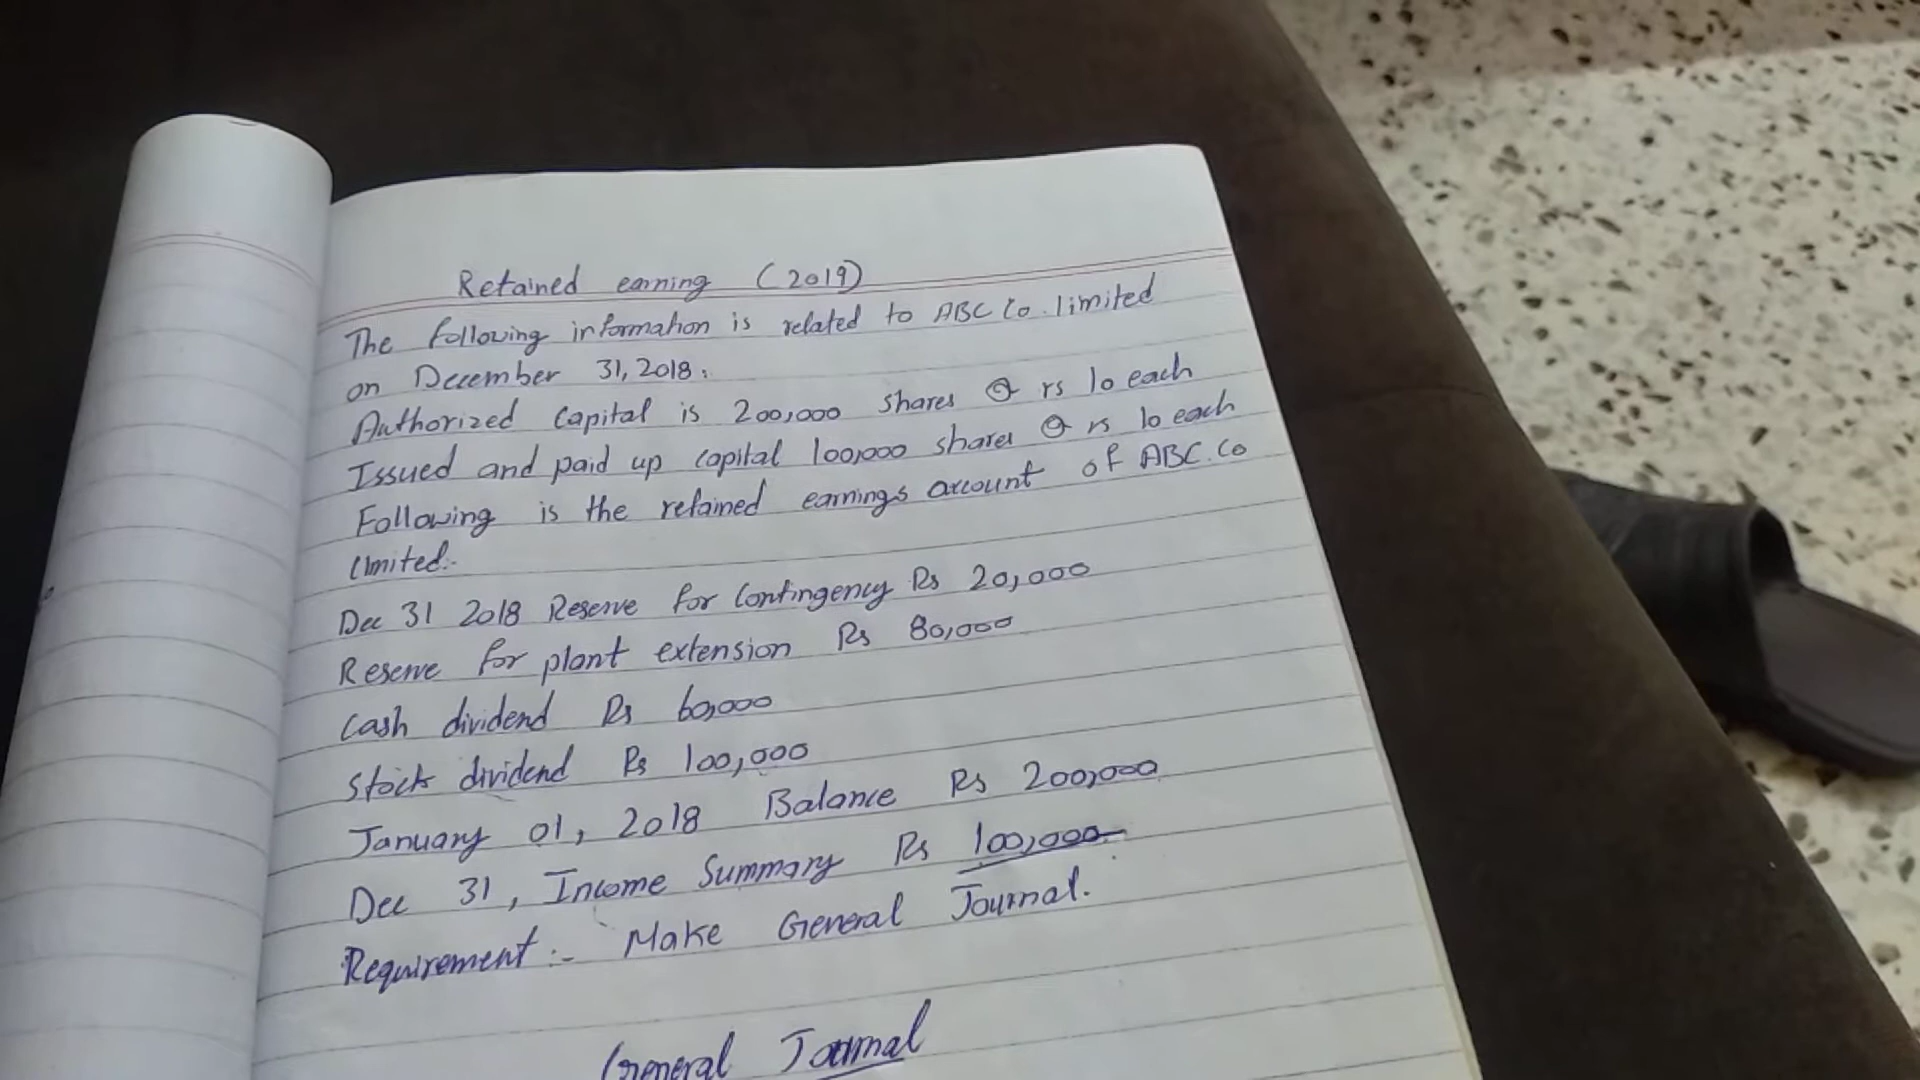 Retained earning (2019)
The following information is related to ABC Co. limited
on December 31, 2018.
Authorized Capital is 200,000 shares @ rs 10 each
Issued and paid up capital 100,000 shares @ rs 10 each
Following is the retained earnings account of ABC. Co
limited:-
Dec 31 2018 Reserve for Contingency Rs 20,000
Reserve for plant extension Rs 80,000
Cash dividend Rs 60,000
Stock dividend Rs 100,000
January 01, 2018 Balance Rs 200,000
Dec 31, Income Summary Rs 100,000
Requirement:- Make General Journal.
General Journal